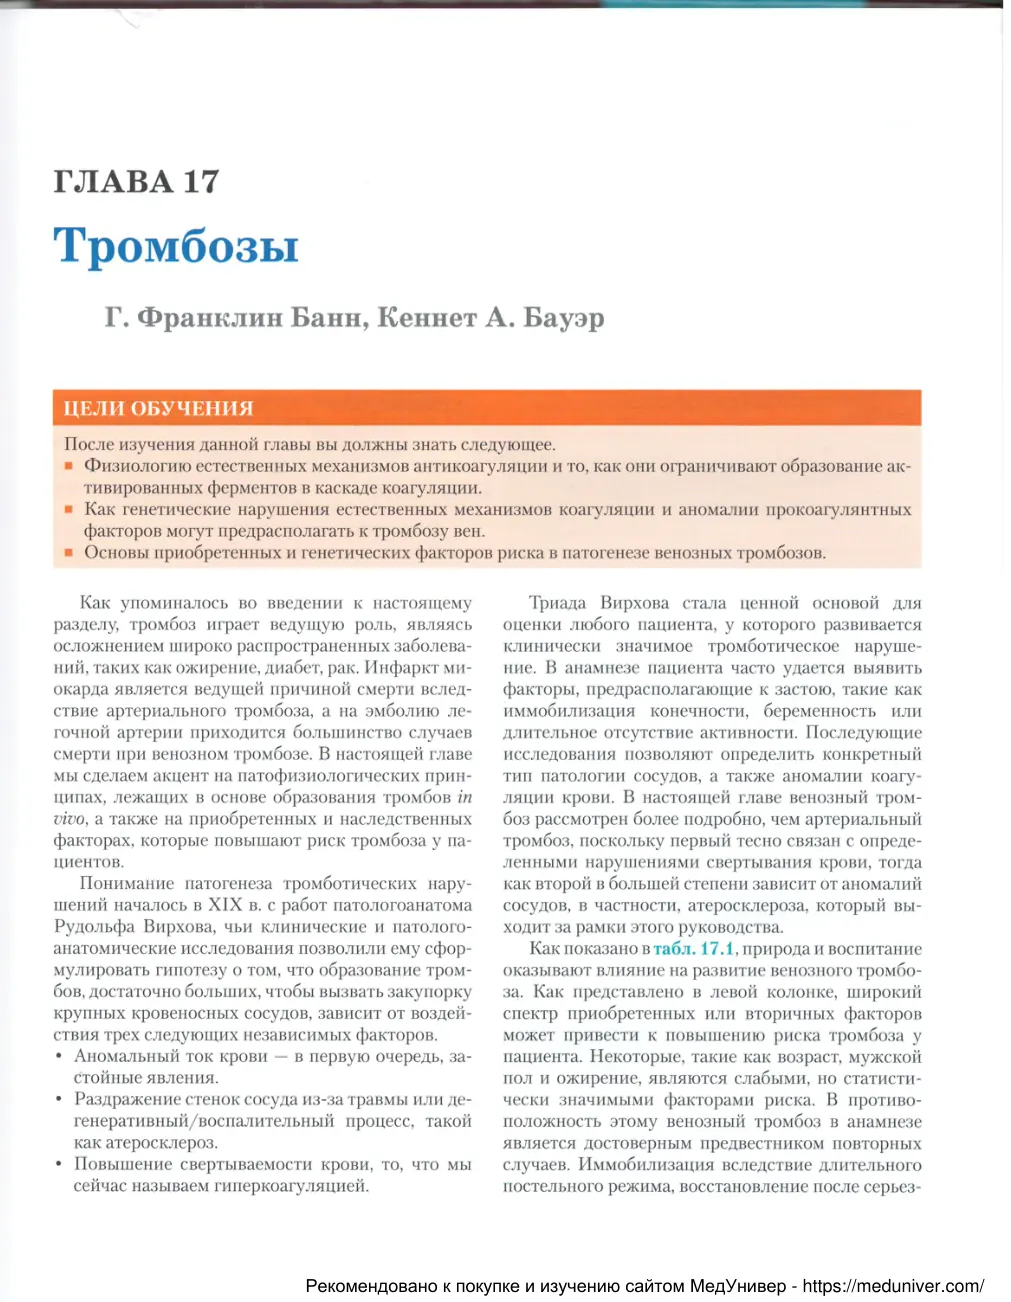 ГЛАВА 17
Тромбозы
Г. Франклин Банн, Кеннет А. Бауэр
ЦЕЛИ ОБУЧЕНИЯ
После изучения данной главы вы должны знать следующее.
■ Физиологию естественных механизмов антикоагуляции и то, как они ограничивают образование ак-
тивированных ферментов в каскаде коагуляции.
■ Как генетические нарушения естественных механизмов коагуляции и аномалии прокоагулянтных
факторов могут предрасполагать к тромбозу вен.
■ Основы приобретенных и генетических факторов риска в патогенезе венозных тромбозов.
Как упоминалось во введении к настоящему
разделу, тромбоз играет ведущую роль, являясь
осложнением широко распространенных заболева-
ний, таких как ожирение, диабет, рак. Инфаркт ми-
окарда является ведущей причиной смерти вслед-
ствие артериального тромбоза, а на эмболию ле-
гочной артерии приходится большинство случаев
смерти при венозном тромбозе. В настоящей главе
мы сделаем акцент на патофизиологических прин-
ципах, лежащих в основе образования тромбов in
vivo, а также на приобретенных и наследственных
факторах, которые повышают риск тромбоза у па-
циентов.
Понимание патогенеза тромботических нару-
шений началось в XIX в. с работ патологоанатома
Рудольфа Вирхова, чьи клинические и патолого-
анатомические исследования позволили ему сфор-
мулировать гипотезу о том, что образование тром-
бов, достаточно больших, чтобы вызвать закупорку
крупных кровеносных сосудов, зависит от воздей-
ствия трех следующих независимых факторов.
• Аномальный ток крови — в первую очередь, за-
стойные явления.
• Раздражение стенок сосуда из-за травмы или де-
генеративный/воспалительный процесс, такой
как атеросклероз.
• Повышение свертываемости крови, то, что мы
сейчас называем гиперкоагуляцией.
Триада Вирхова стала ценной основой для
оценки любого пациента, у которого развивается
клинически значимое тромботическое наруше-
ние. В анамнезе пациента часто удается выявить
факторы, предрасполагающие к застою, такие как
иммобилизация конечности, беременность или
длительное отсутствие активности. Последующие
исследования позволяют определить конкретный
тип патологии сосудов, а также аномалии коагу-
ляции крови. В настоящей главе венозный тром-
боз рассмотрен более подробно, чем артериальный
тромбоз, поскольку первый тесно связан с опреде-
ленными нарушениями свертывания крови, тогда
как второй в большей степени зависит от аномалий
сосудов, в частности, атеросклероза, который вы-
ходит за рамки этого руководства.
Как показано в табл. 17.1, природа и воспитание
оказывают влияние на развитие венозного тромбо-
за. Как представлено в левой колонке, широкий
спектр приобретенных или вторичных факторов
может привести к повышению риска тромбоза у
пациента. Некоторые, такие как возраст, мужской
пол и ожирение, являются слабыми, но статисти-
чески значимыми факторами риска. В противо-
положность этому венозный тромбоз в анамнезе
является достоверным предвестником повторных
случаев. Иммобилизация вследствие длительного
постельного режима, восстановление после серьез-
Рекомендовано к покупке и изучению сайтом МедУнивер - https://meduniver.com/